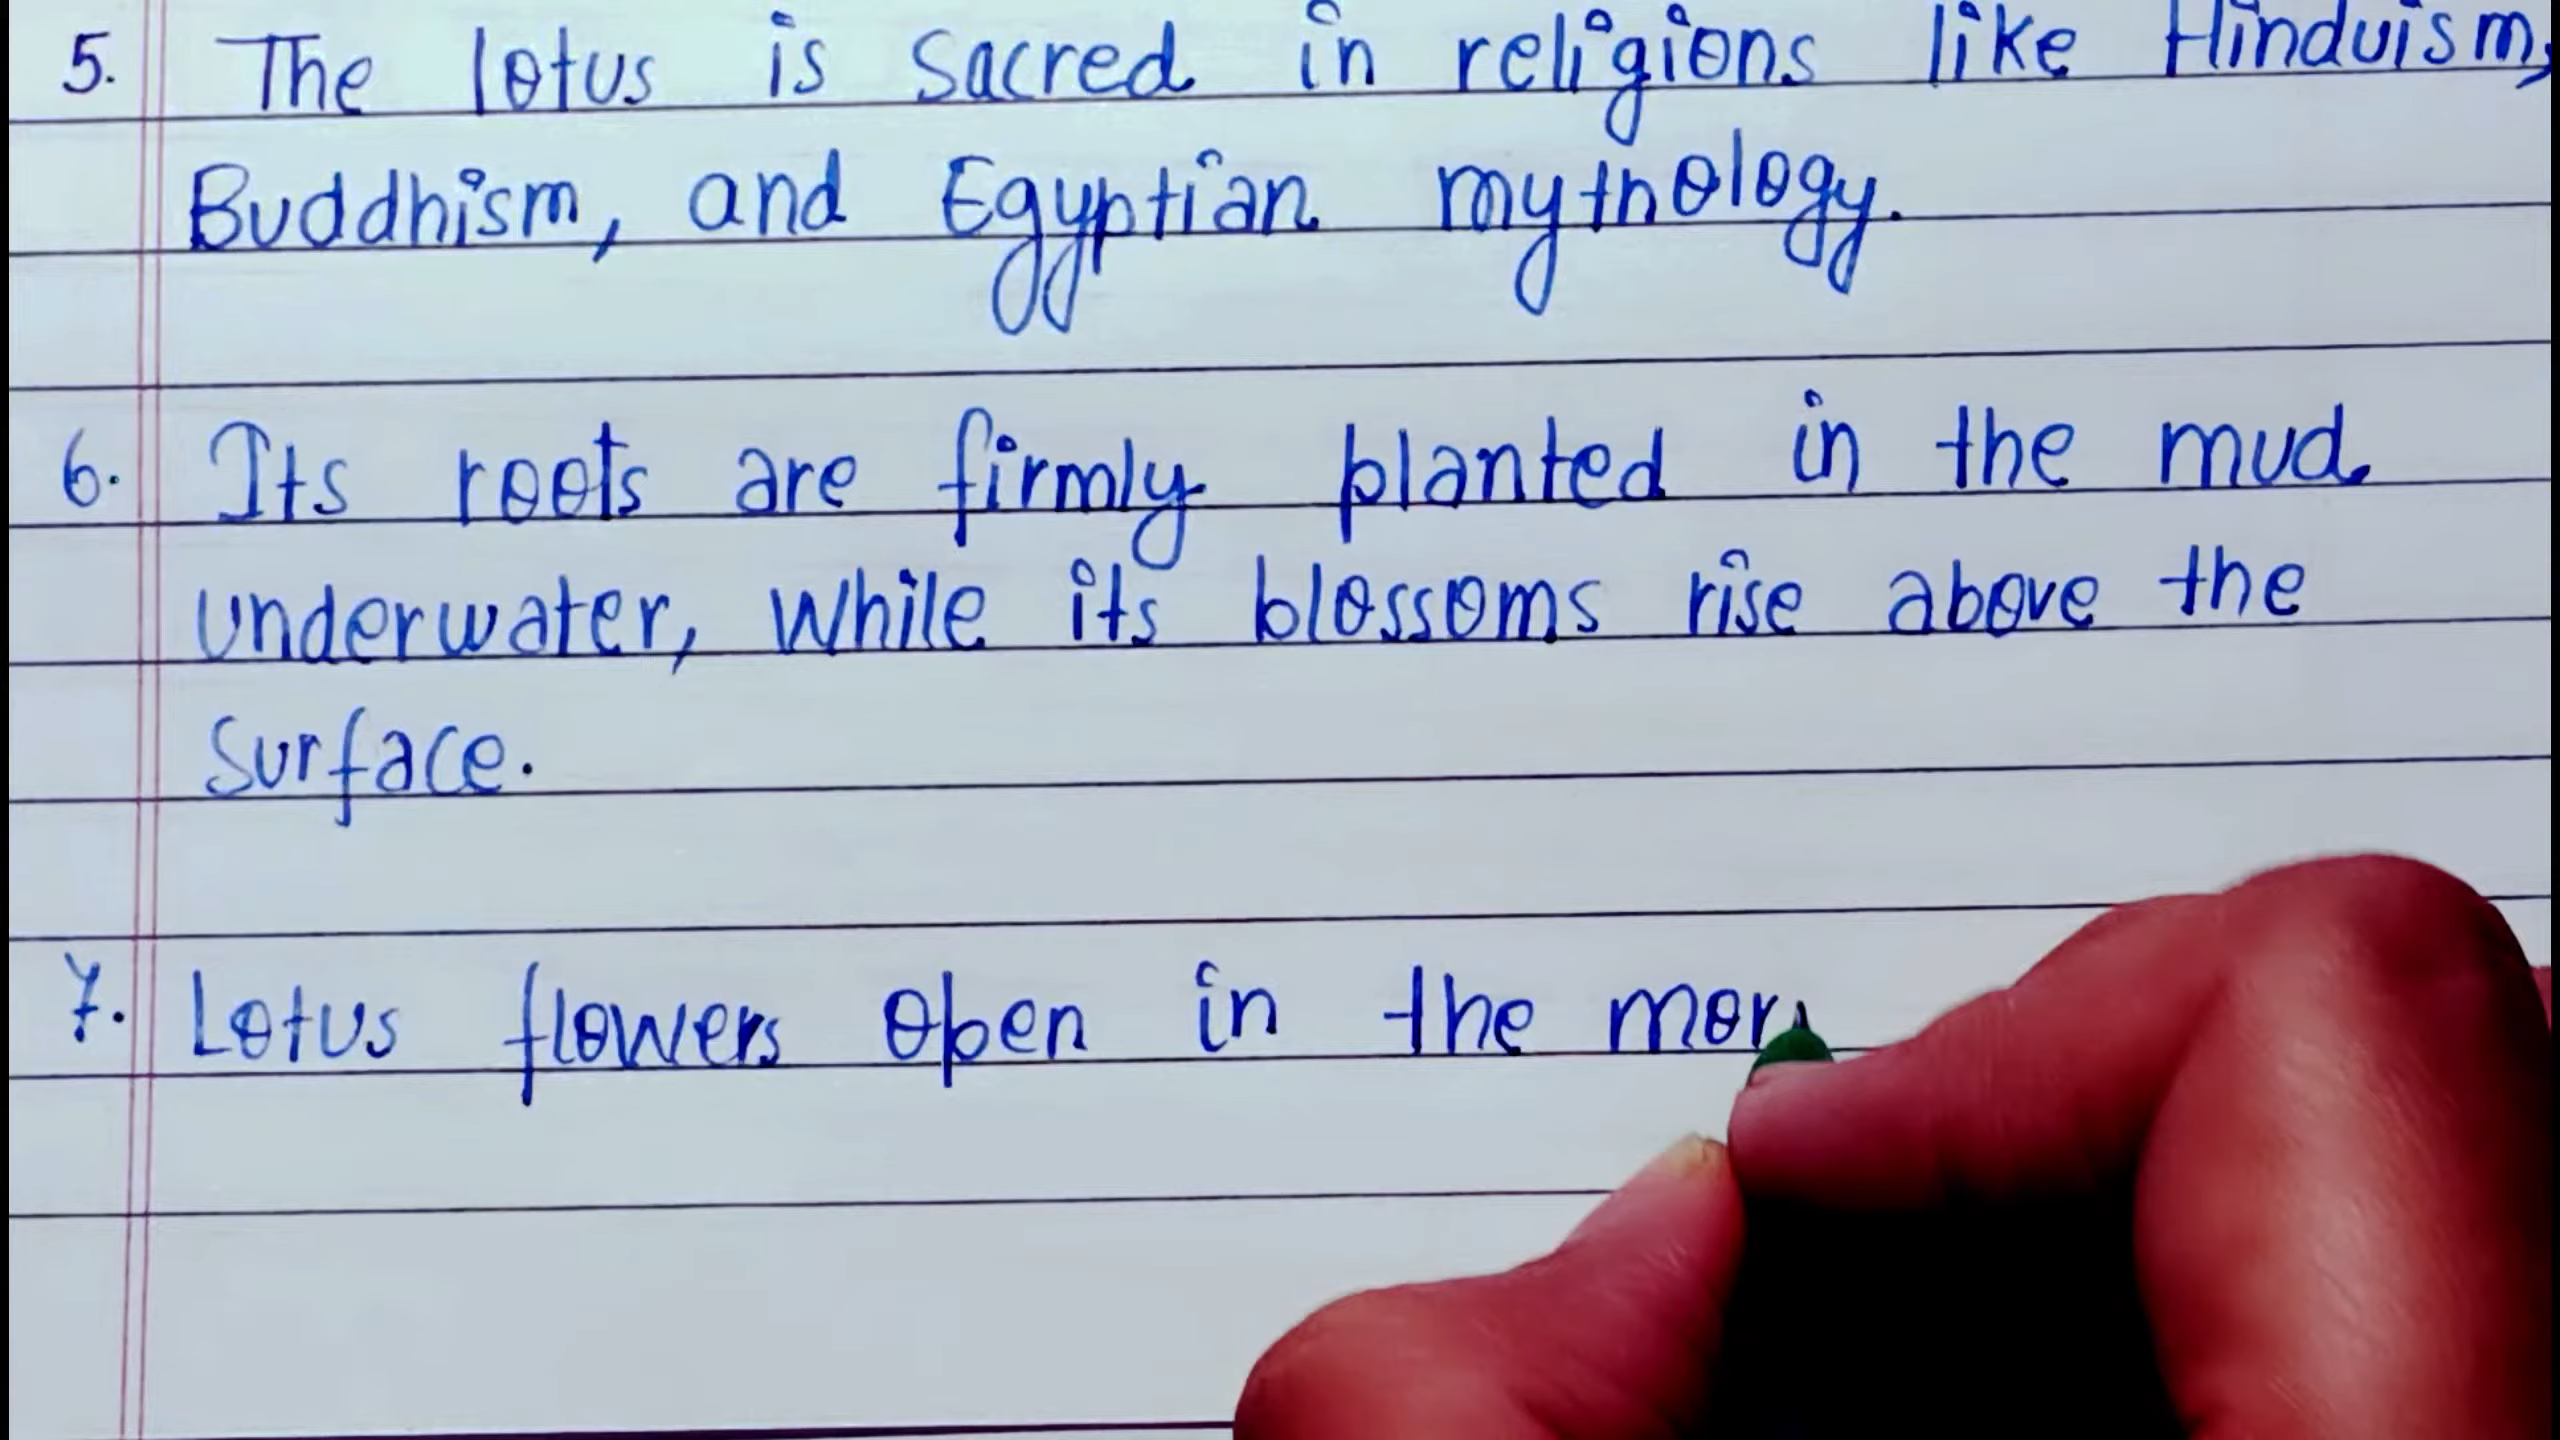 5. The lotus is sacred in religions like Hinduism,
Buddhism, and Egyptian mythology.
6. Its roots are firmly planted in the mud
underwater, while its blossoms rise above the
surface.
7. Lotus flowers open in the mor